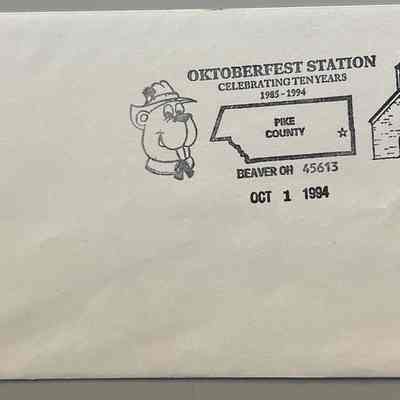 OKTOBERFEST STATION
CELEBRATING TEN YEARS
1985-1994
PIKE
COUNTY
BEAVER OH 45613
OCT 1 1994